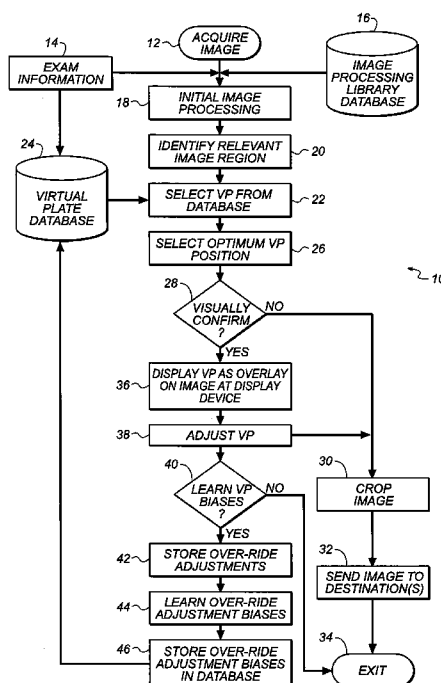 12
ACQUIRE
IMAGE
14
EXAM
INFORMATION
16
IMAGE
PROCESSING
LIBRARY
DATABASE
18
INITIAL IMAGE
PROCESSING
IDENTIFY RELEVANT
IMAGE REGION
20
24
VIRTUAL
PLATE
DATABASE
SELECT VP FROM
DATABASE
22
SELECT OPTIMUM VP
POSITION
26
10
28
VISUALLY
CONFIRM
?
NO
YES
36
DISPLAY VP AS OVERLAY
ON IMAGE AT DISPLAY
DEVICE
38
ADJUST VP
40
LEARN VP
BIASES
?
NO
YES
30
CROP
IMAGE
42
STORE OVER-RIDE
ADJUSTMENTS
32
SEND IMAGE TO
DESTINATION(S)
44
LEARN OVER-RIDE
ADJUSTMENT BIASES
46
STORE OVER-RIDE
ADJUSTMENT BIASES
IN DATABASE
34
EXIT